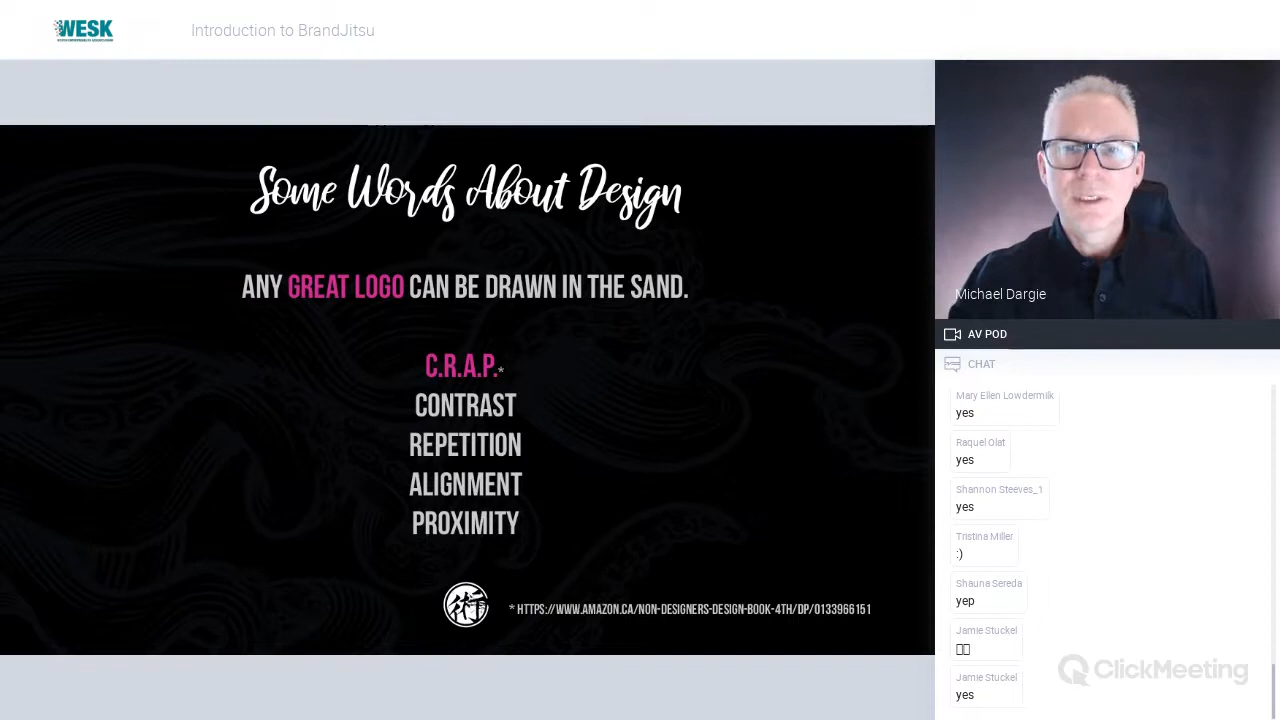 WESK
Introduction to BrandJitsu
Some Words About Design
ANY GREAT LOGO CAN BE DRAWN IN THE SAND.
C.R.A.P.*
CONTRAST
REPETITION
ALIGNMENT
PROXIMITY
術
* HTTPS://WWW.AMAZON.CA/NON-DESIGNERS-DESIGN-BOOK-4TH/DP/0133966151
Michael Dargie
AV POD
CHAT
Mary Ellen Lowdermilk
yes
Raquel Olat
yes
Shannon Steeves_1
yes
Tristina Miller
:)
Shauna Sereda
yep
Jamie Stuckel
Jamie Stuckel
yes
ClickMeeting